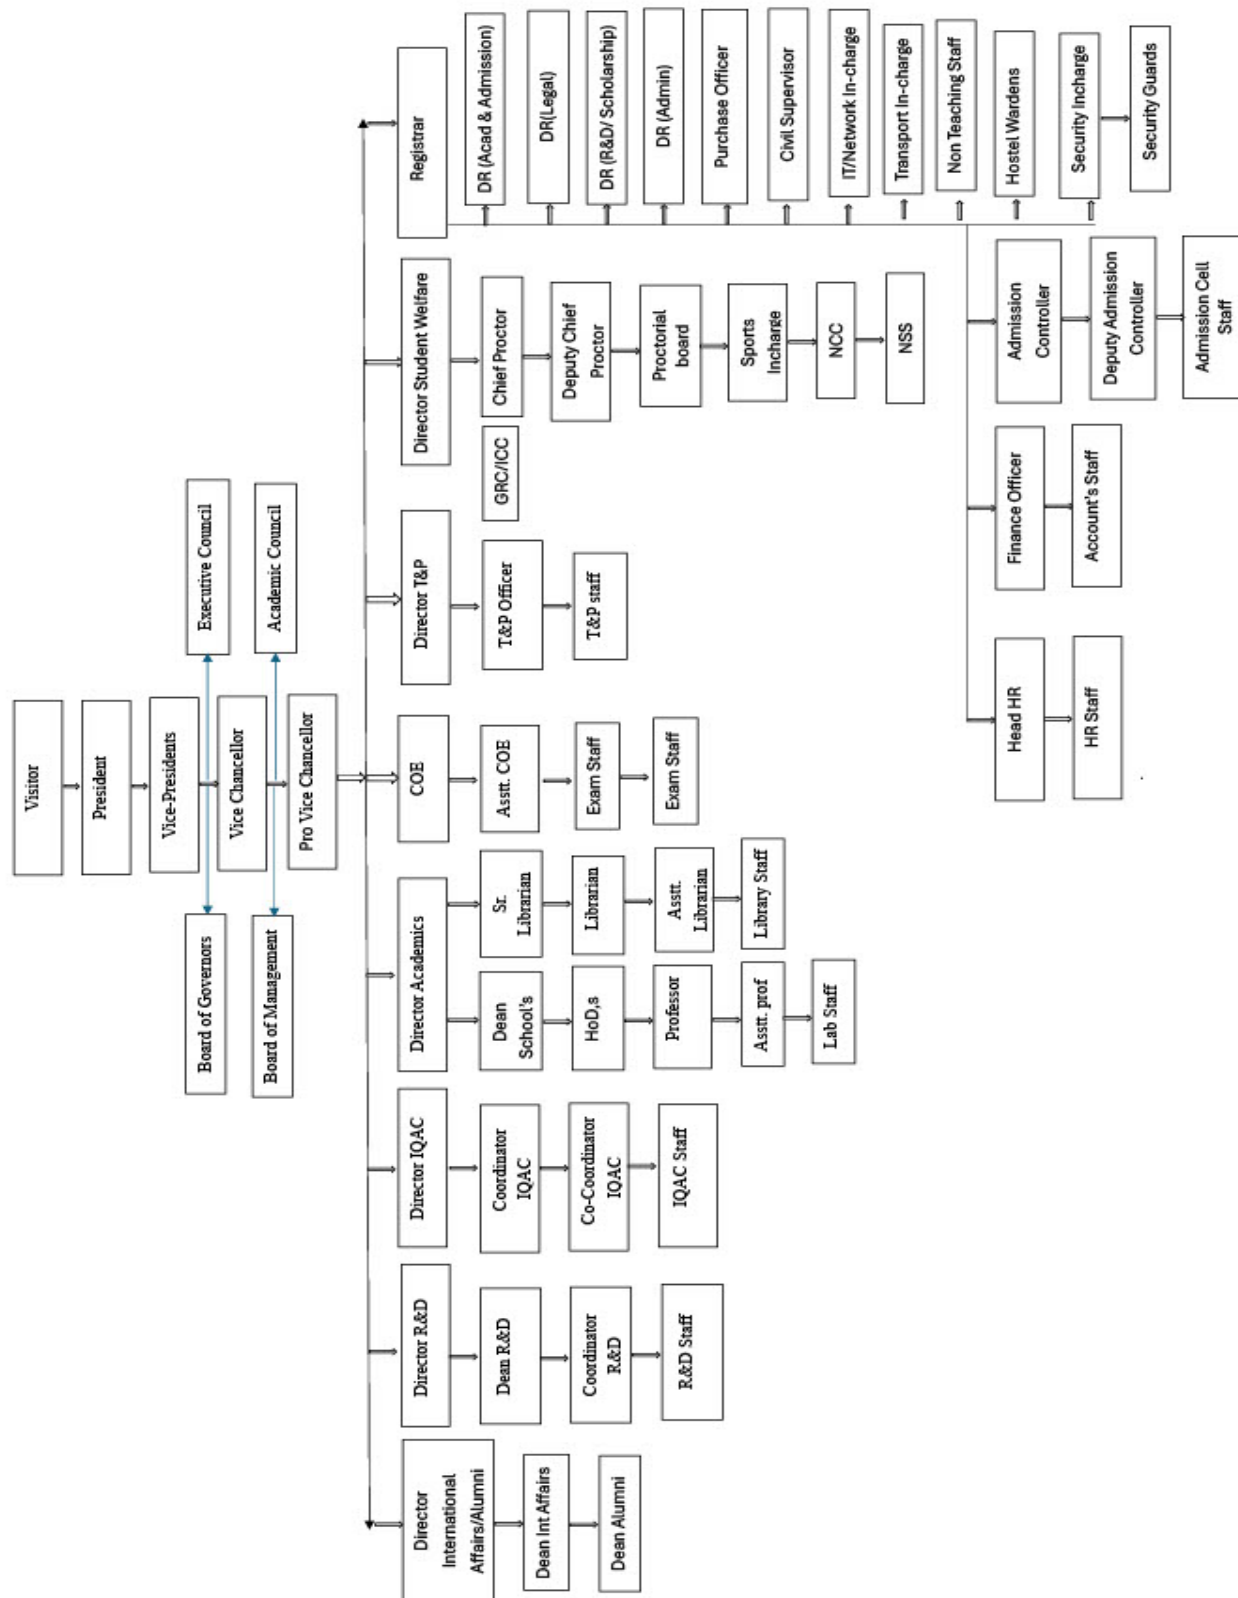 Visitor
President
Vice-Presidents
Board of Governors
Executive Council
Vice Chancellor
Board of Management
Academic Council
Pro Vice Chancellor
Director
International
Affairs/Alumni
Dean Int Affairs
Dean Alumni
Director R&D
Dean R&D
Coordinator
R&D
R&D Staff
Director IQAC
Coordinator
IQAC
Co-Coordinator
IQAC
IQAC Staff
Director Academics
Dean
School's
HoD,s
Professor
Asstt. prof
Lab Staff
Sr.
Librarian
Librarian
Asstt.
Librarian
Library Staff
COE
Asstt. COE
Exam Staff
Exam Staff
Director T&P
T&P Officer
T&P staff
Director Student Welfare
GRC/ICC
Chief Proctor
Deputy Chief
Proctor
Proctorial
board
Sports
Incharge
NCC
NSS
Registrar
DR (Acad & Admission)
DR(Legal)
DR (R&D/ Scholarship)
DR (Admin)
Purchase Officer
Civil Supervisor
IT/Network In-charge
Transport In-charge
Non Teaching Staff
Hostel Wardens
Security Incharge
Security Guards
Head HR
HR Staff
Finance Officer
Account's Staff
Admission
Controller
Deputy Admission
Controller
Admission Cell
Staff